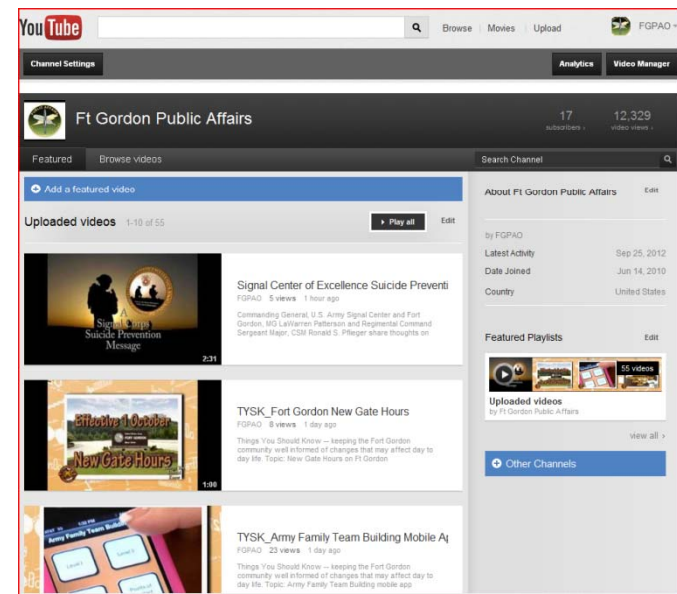 YouTube
Browse Movies Upload FGPAO
Channel Settings
Analytics Video Manager
Ft Gordon Public Affairs
17 12,329
subscribers video views
Featured Browse videos
Search Channel
Add a featured video
Uploaded videos 1-10 of 55
Play all Edit
Signal Corps
Suicide Prevention
Message
2:31
Signal Center of Excellence Suicide Preventi
FGPAO 5 views 1 hour ago
Commanding General, U.S. Army Signal Center and Fort
Gordon, MG LaWarren Patterson and Regimental Command
Sergeant Major, CSM Ronald S. Pflieger share thoughts on
Effective 1 October
New Gate Hours
1:00
TYSK_Fort Gordon New Gate Hours
FGPAO 8 views 1 day ago
Things You Should Know -- keeping the Fort Gordon
community well informed of changes that may affect day to
day life. Topic: New Gate Hours on Ft Gordon
Army Family Team Building
TYSK_Army Family Team Building Mobile Ap
FGPAO 23 views 1 day ago
Things You Should Know -- keeping the Fort Gordon
community well informed of changes that may affect day to
day life. Topic: Army Family Team Building mobile app
About Ft Gordon Public Affairs Edit
by FGPAO
Latest Activity Sep 25, 2012
Date Joined Jun 14, 2010
Country United States
Featured Playlists Edit
55 videos
Uploaded videos
by Ft Gordon Public Affairs
view all
Other Channels